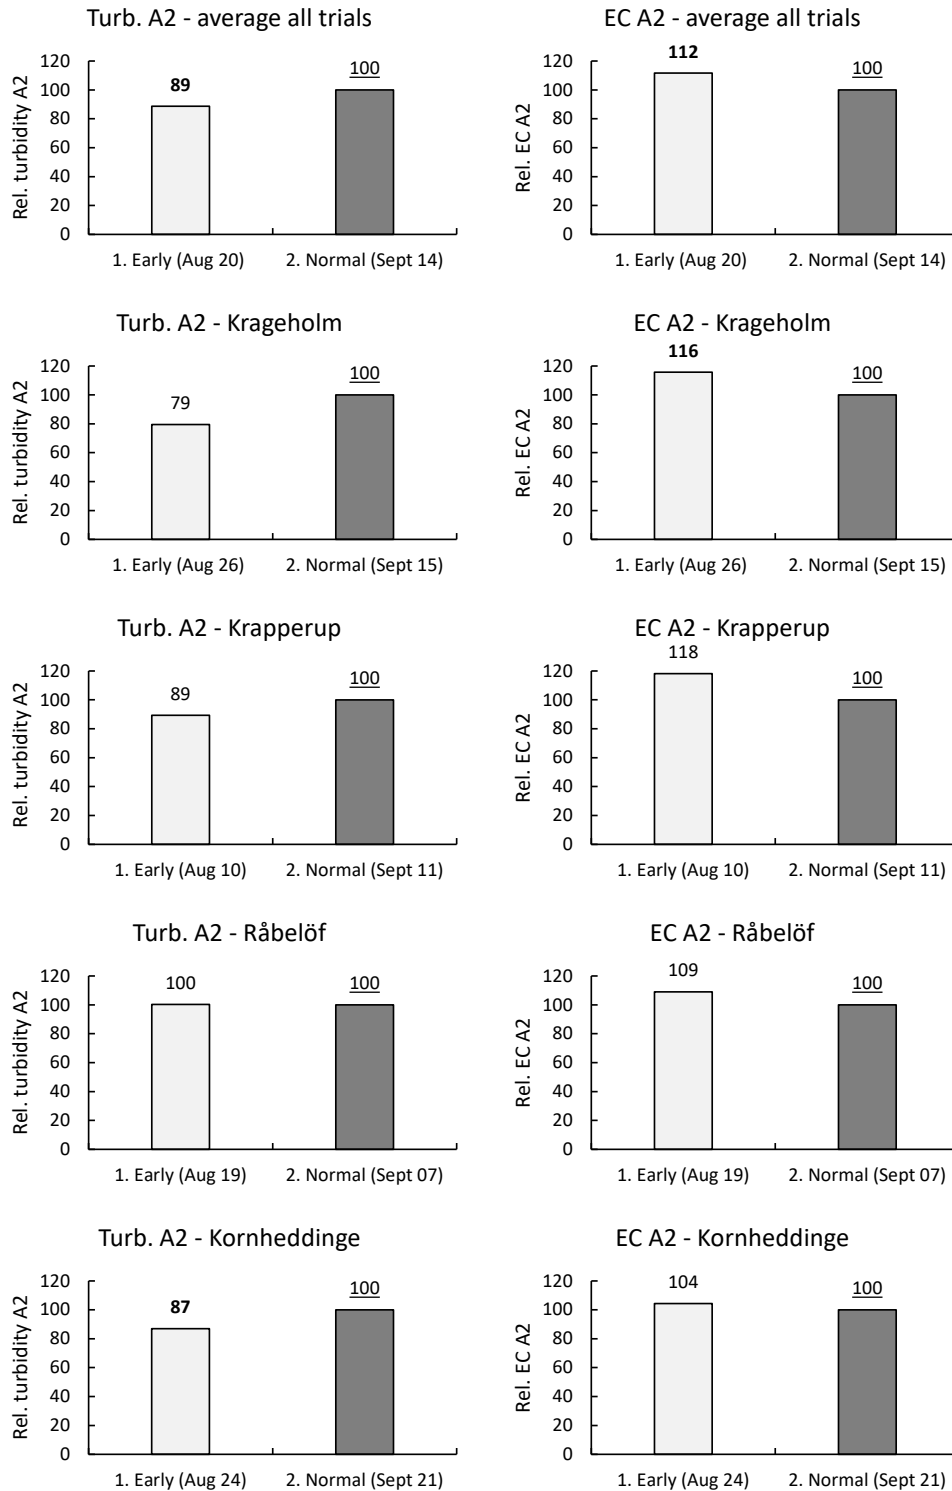 Turb. A2 - average all trials
Rel. turbidity A2
120
100
80
60
40
20
0
89
100
1. Early (Aug 20)
2. Normal (Sept 14)
EC A2 - average all trials
Rel. EC A2
120
100
80
60
40
20
0
112
100
1. Early (Aug 20)
2. Normal (Sept 14)
Turb. A2 - Krageholm
Rel. turbidity A2
120
100
80
60
40
20
0
79
100
1. Early (Aug 26)
2. Normal (Sept 15)
EC A2 - Krageholm
Rel. EC A2
120
100
80
60
40
20
0
116
100
1. Early (Aug 26)
2. Normal (Sept 15)
Turb. A2 - Krapperup
Rel. turbidity A2
120
100
80
60
40
20
0
89
100
1. Early (Aug 10)
2. Normal (Sept 11)
EC A2 - Krapperup
Rel. EC A2
120
100
80
60
40
20
0
118
100
1. Early (Aug 10)
2. Normal (Sept 11)
Turb. A2 - Råbelöf
Rel. turbidity A2
120
100
80
60
40
20
0
100
100
1. Early (Aug 19)
2. Normal (Sept 07)
EC A2 - Råbelöf
Rel. EC A2
120
100
80
60
40
20
0
109
100
1. Early (Aug 19)
2. Normal (Sept 07)
Turb. A2 - Kornheddinge
Rel. turbidity A2
120
100
80
60
40
20
0
87
100
1. Early (Aug 24)
2. Normal (Sept 21)
EC A2 - Kornheddinge
Rel. EC A2
120
100
80
60
40
20
0
104
100
1. Early (Aug 24)
2. Normal (Sept 21)